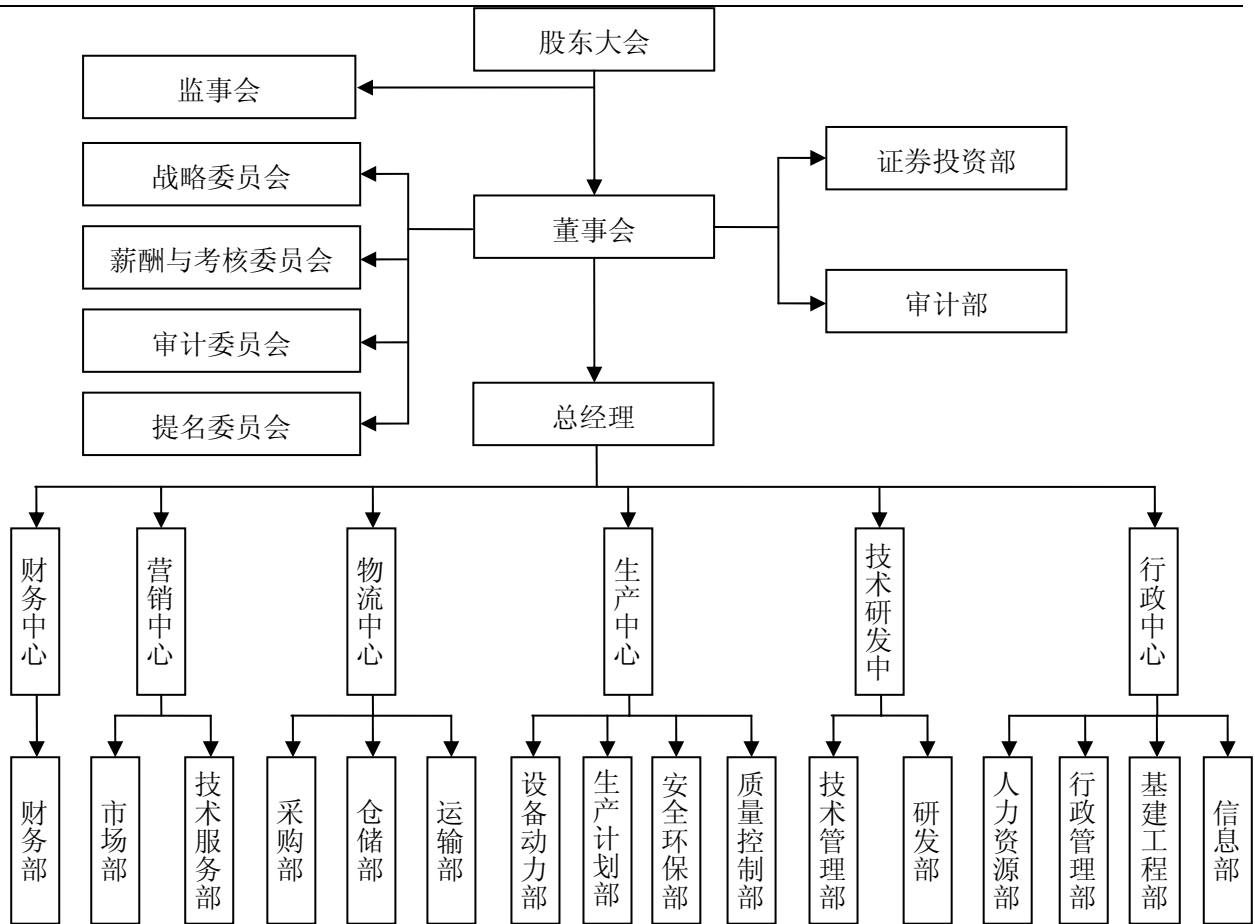 股东大会
监事会
战略委员会
证券投资部
董事会
薪酬与考核委员会
审计部
审计委员会
提名委员会
总经理
财务中心
营销中心
物流中心
生产中心
技术研发中
行政中心
财务部
市场部
技术服务部
采购部
仓储部
运输部
设备动力部
生产计划部
安全环保部
质量控制部
技术管理部
研发部
人力资源部
行政管理部
基建工程部
信息部